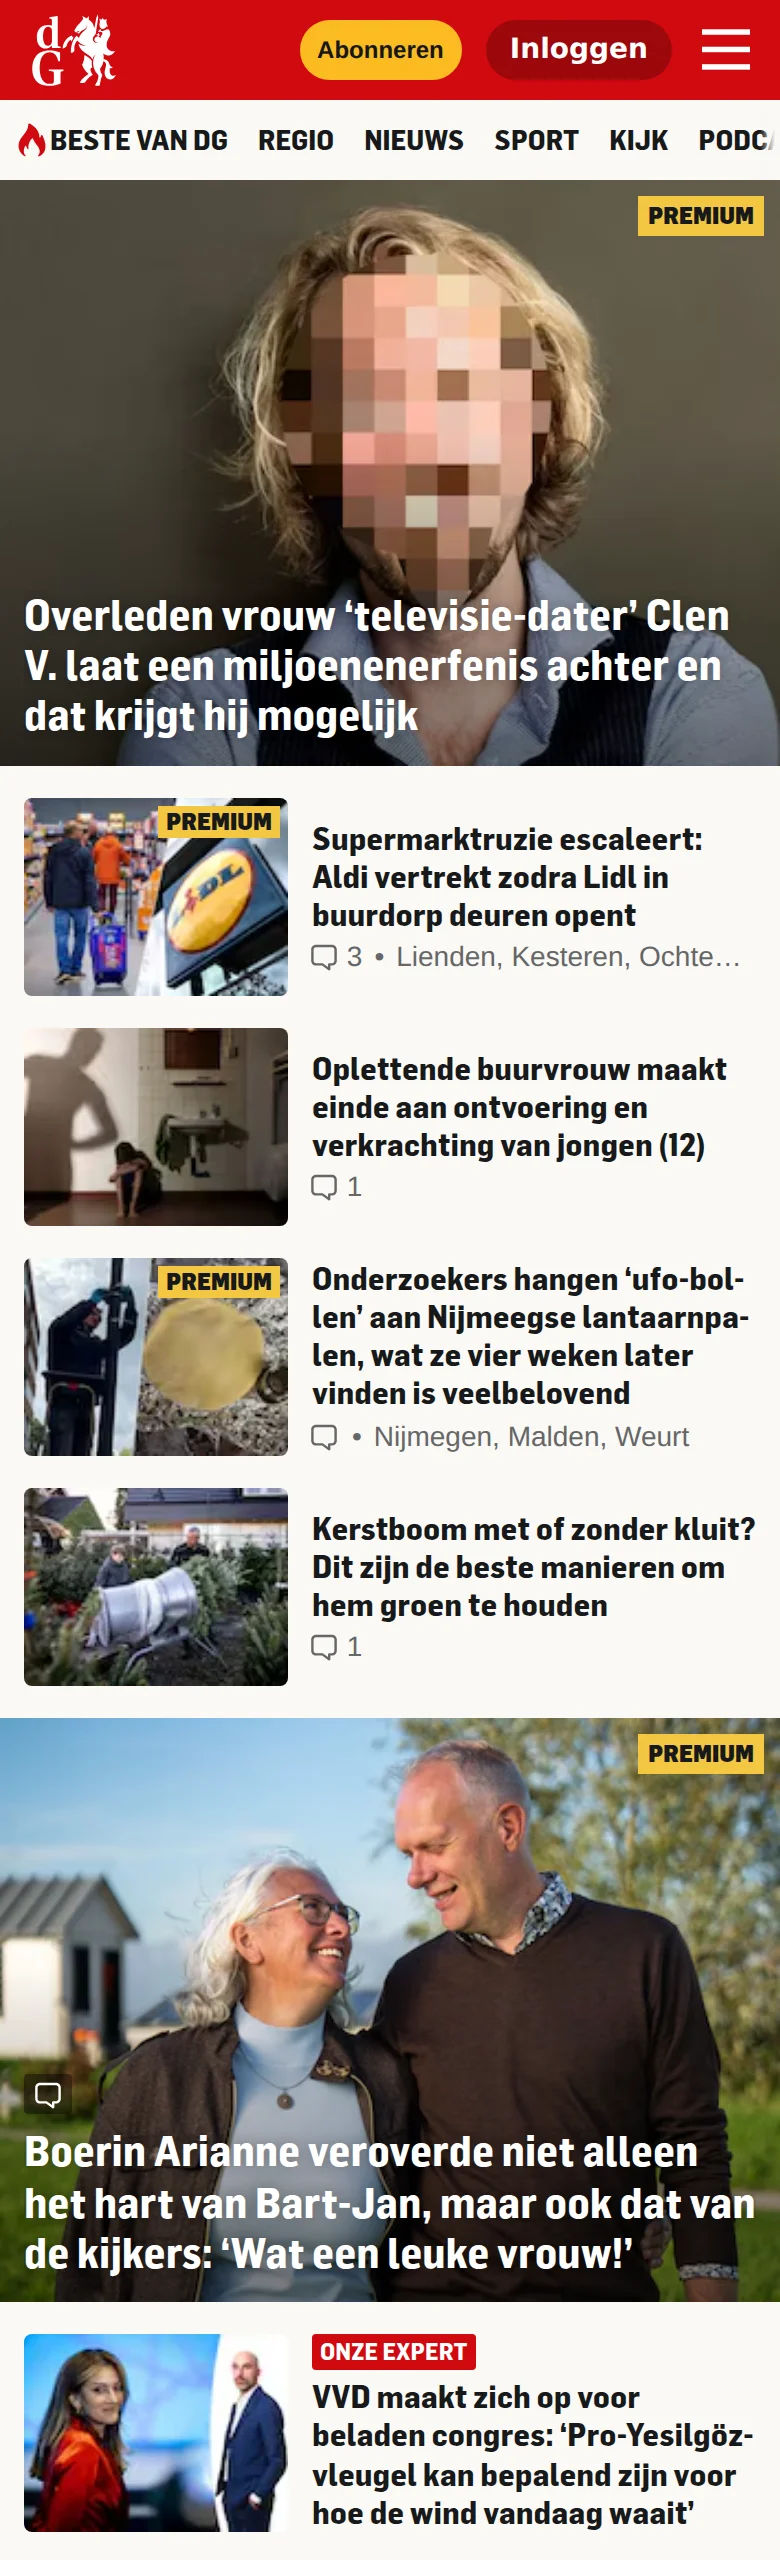 d
G
Abonneren
Inloggen
BESTE VAN DG REGIO NIEUWS SPORT KIJK PODCA
PREMIUM
Overleden vrouw ‘televisie-dater’ Clen
V. laat een miljoenenerfenis achter en
dat krijgt hij mogelijk
PREMIUM
LIDL
Supermarktruzie escaleert:
Aldi vertrekt zodra Lidl in
buurdorp deuren opent
3 • Lienden, Kesteren, Ochte…
Oplettende buurvrouw maakt
einde aan ontvoering en
verkrachting van jongen (12)
1
PREMIUM
Onderzoekers hangen ‘ufo-bol-
len’ aan Nijmeegse lantaarnpa-
len, wat ze vier weken later
vinden is veelbelovend
• Nijmegen, Malden, Weurt
Kerstboom met of zonder kluit?
Dit zijn de beste manieren om
hem groen te houden
1
PREMIUM
Boerin Arianne veroverde niet alleen
het hart van Bart-Jan, maar ook dat van
de kijkers: ‘Wat een leuke vrouw!’
ONZE EXPERT
VVD maakt zich op voor
beladen congres: ‘Pro-Yesilgöz-
vleugel kan bepalend zijn voor
hoe de wind vandaag waait’